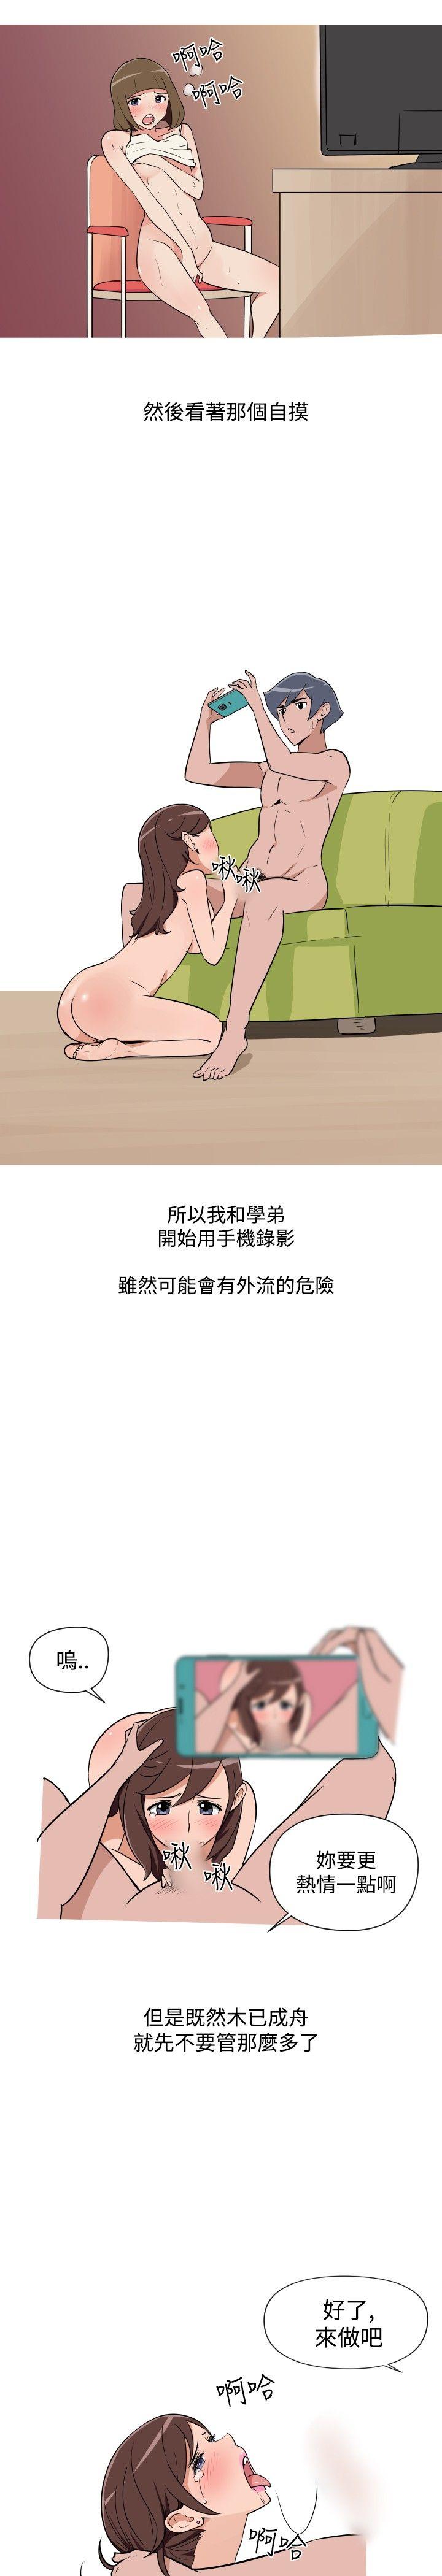 啊哈
啊哈
然後看著那個自摸
啾
啾
所以我和學弟
開始用手機錄影
雖然可能會有外流的危險
嗚..
啾
啾
妳要更
熱情一點啊
但是既然木已成舟
就先不要管那麼多了
好了,
來做吧
啊哈
啊哈